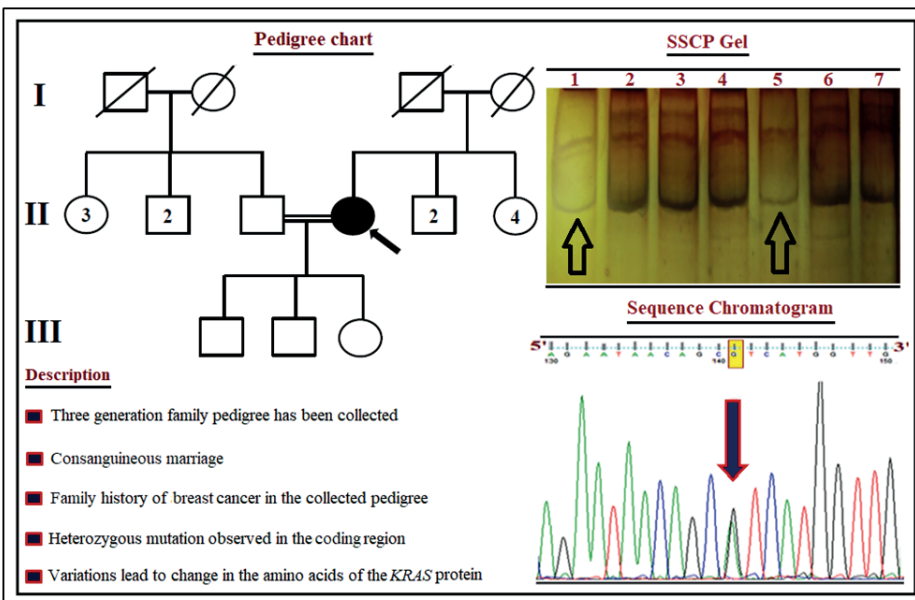 Pedigree chart
I
II
3
2
2
4
III
Description
Three generation family pedigree has been collected
Consanguineous marriage
Family history of breast cancer in the collected pedigree
Heterozygous mutation observed in the coding region
Variations lead to change in the amino acids of the KRAS protein
SSCP Gel
1 2 3 4 5 6 7
Sequence Chromatogram
5' 3'
A G A A T A A C A G C G T C A T G G T T G
130 140 150